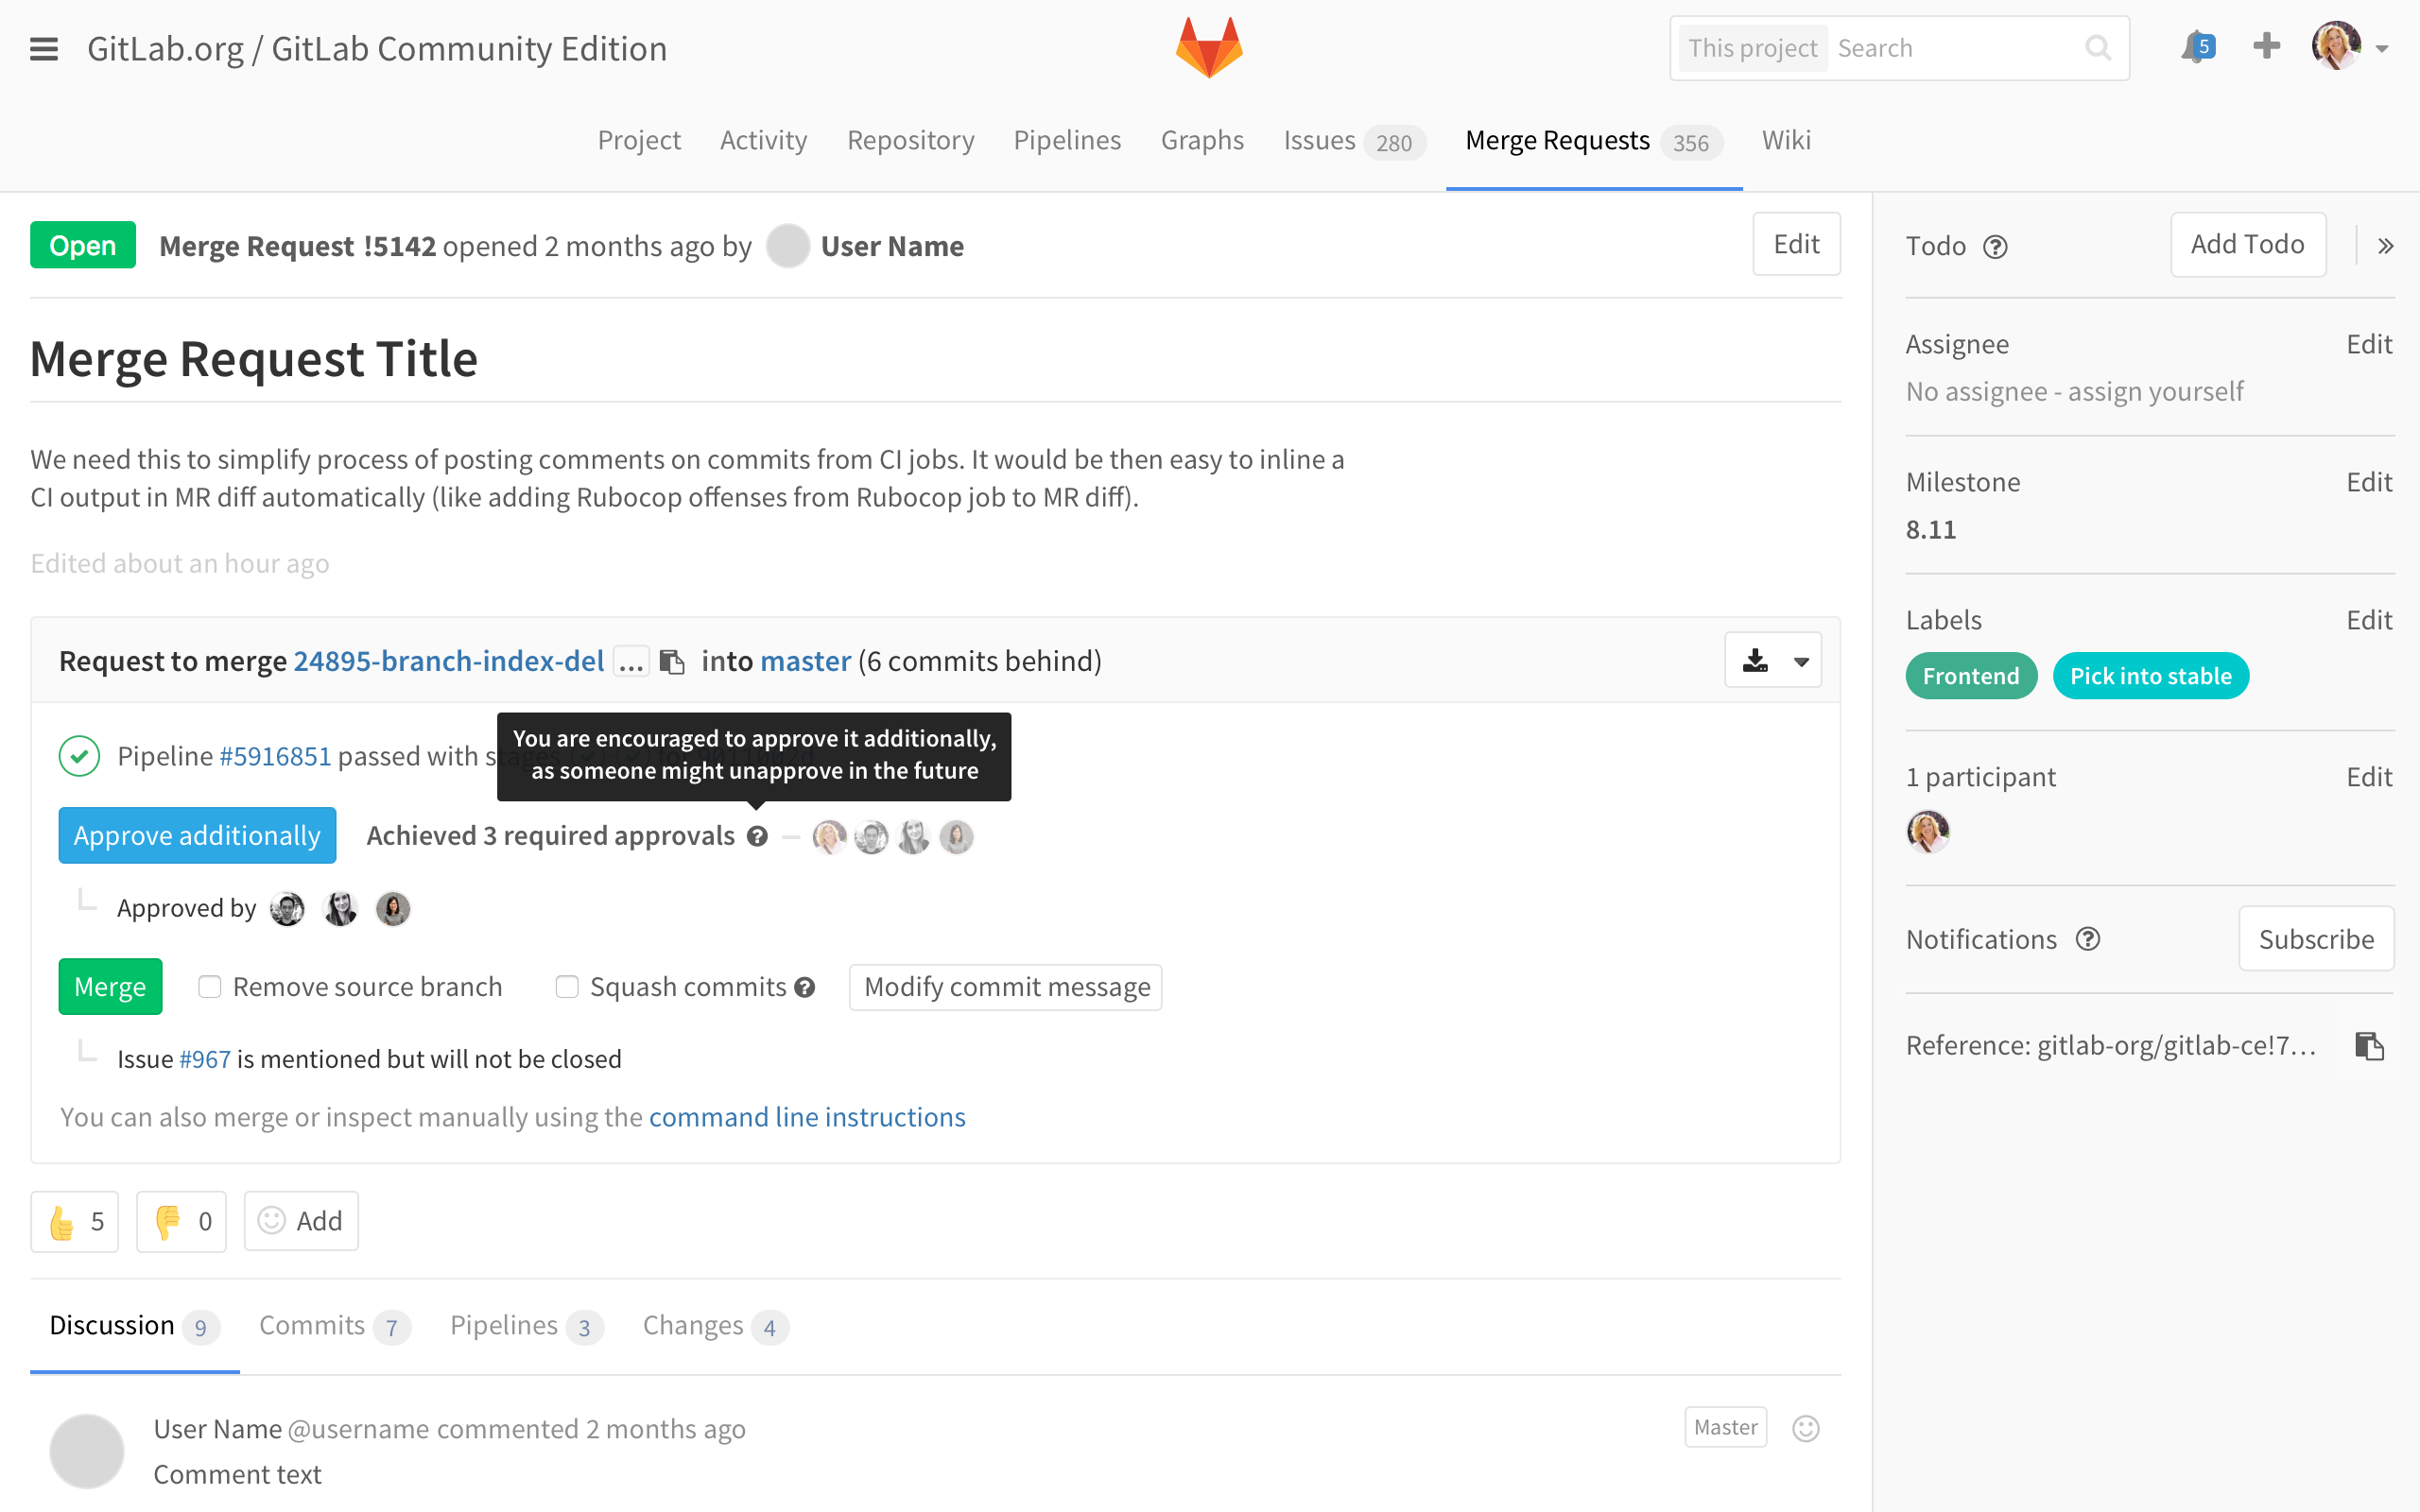 GitLab.org / GitLab Community Edition
This project Search
5
Project Activity Repository Pipelines Graphs Issues 280 Merge Requests 356 Wiki
Open Merge Request !5142 opened 2 months ago by User Name Edit
Merge Request Title
We need this to simplify process of posting comments on commits from CI jobs. It would be then easy to inline a
CI output in MR diff automatically (like adding Rubocop offenses from Rubocop job to MR diff).
Edited about an hour ago
Request to merge 24895-branch-index-del ... into master (6 commits behind)
You are encouraged to approve it additionally,
as someone might unapprove in the future
Pipeline #5916851 passed with stages
Approve additionally Achieved 3 required approvals
Approved by
Merge Remove source branch Squash commits Modify commit message
Issue #967 is mentioned but will not be closed
You can also merge or inspect manually using the command line instructions
5 0 Add
Discussion 9 Commits 7 Pipelines 3 Changes 4
User Name @username commented 2 months ago Master
Comment text
Todo Add Todo
Assignee Edit
No assignee - assign yourself
Milestone Edit
8.11
Labels Edit
Frontend Pick into stable
1 participant Edit
Notifications Subscribe
Reference: gitlab-org/gitlab-ce!7...